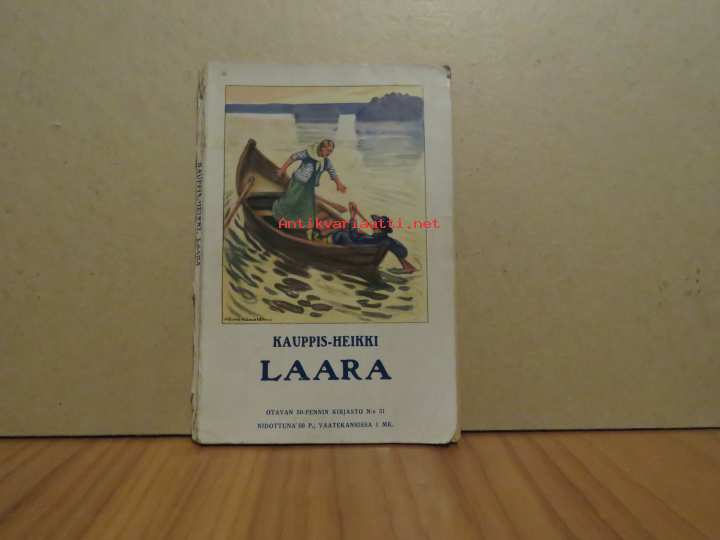 KAUPPIS-HEIKKI, LAARA
Antikvariaatti.net
KAUPPIS-HEIKKI
LAARA
OTAVAN 50-PENNIN KIRJASTO N:o 31
NIDOTTUNA 50 P., VAATEKANSISSA 1 MK.